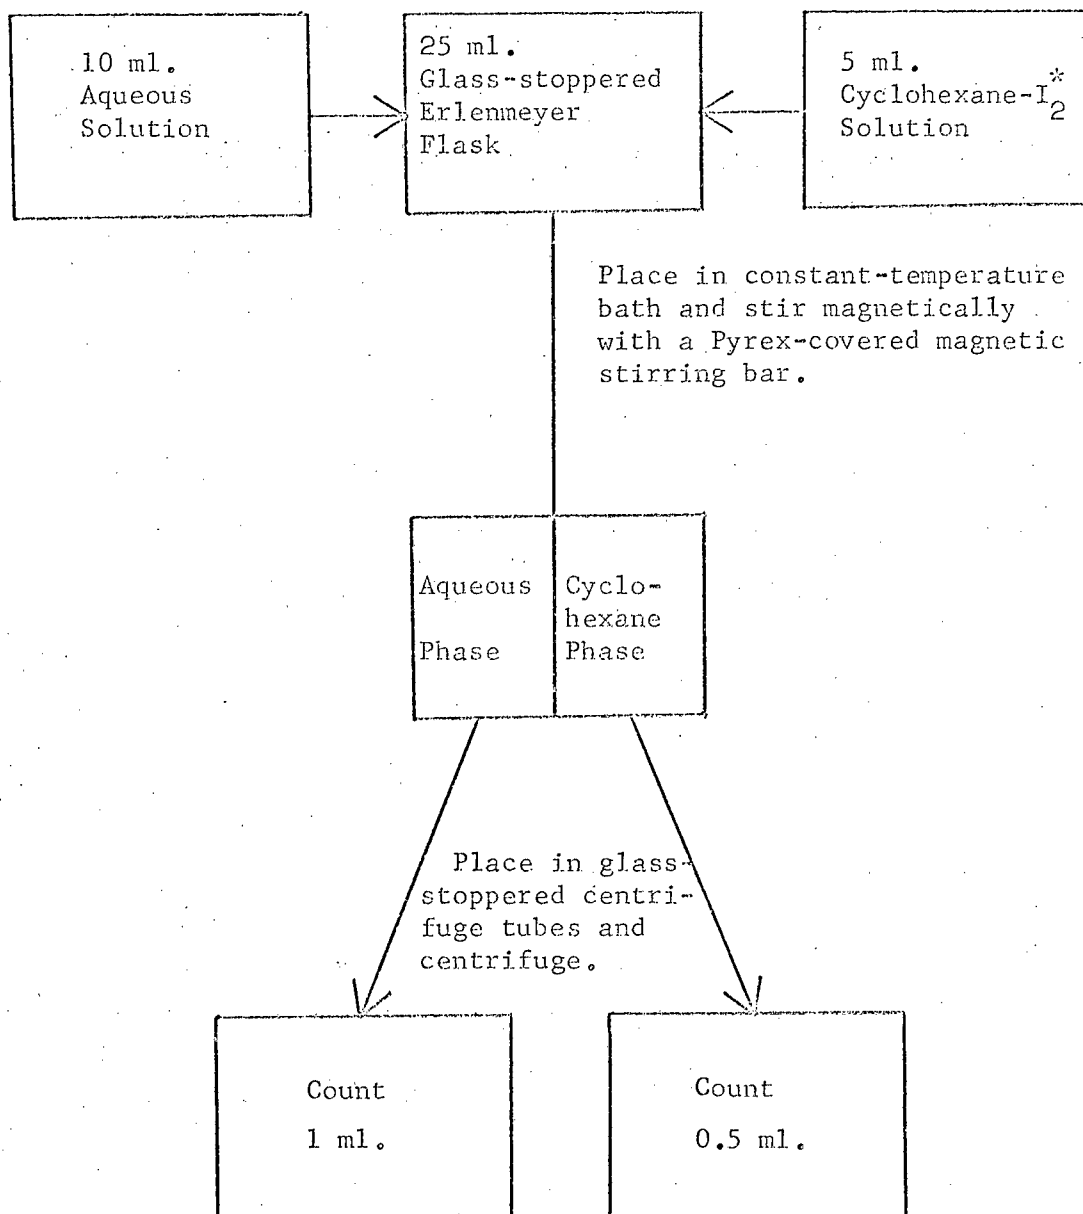 10 ml.
Aqueous
Solution
25 ml.
Glass-stoppered
Erlenmeyer
Flask
5 ml.
Cyclohexane-I₂*
Solution
Place in constant-temperature
bath and stir magnetically
with a Pyrex-covered magnetic
stirring bar.
Aqueous
Phase
Cyclo-
hexane
Phase
Place in glass-
stoppered centri-
fuge tubes and
centrifuge.
Count
1 ml.
Count
0.5 ml.